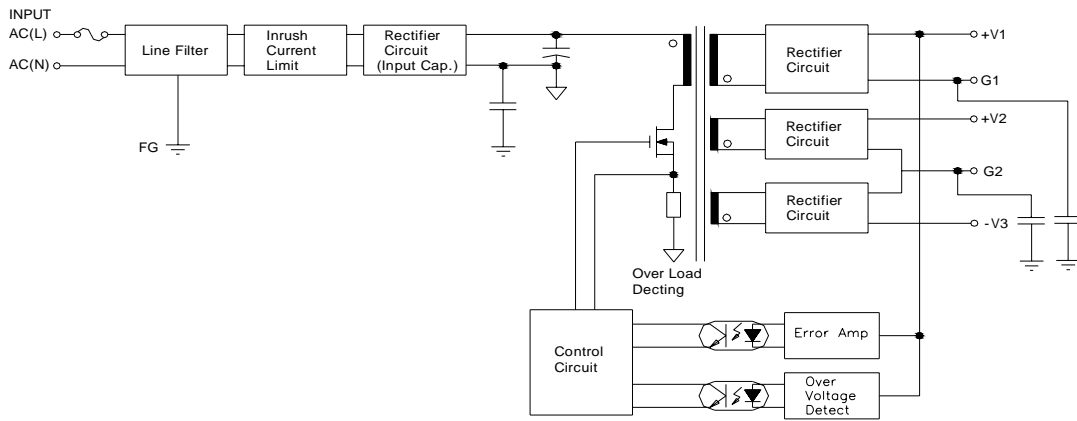 INPUT
AC(L)
AC(N)
Line Filter
FG
Inrush
Current
Limit
Rectifier
Circuit
(Input Cap.)
Rectifier
Circuit
Rectifier
Circuit
Rectifier
Circuit
+V1
G1
+V2
G2
-V3
Over Load
Decting
Control
Circuit
Error Amp
Over
Voltage
Detect